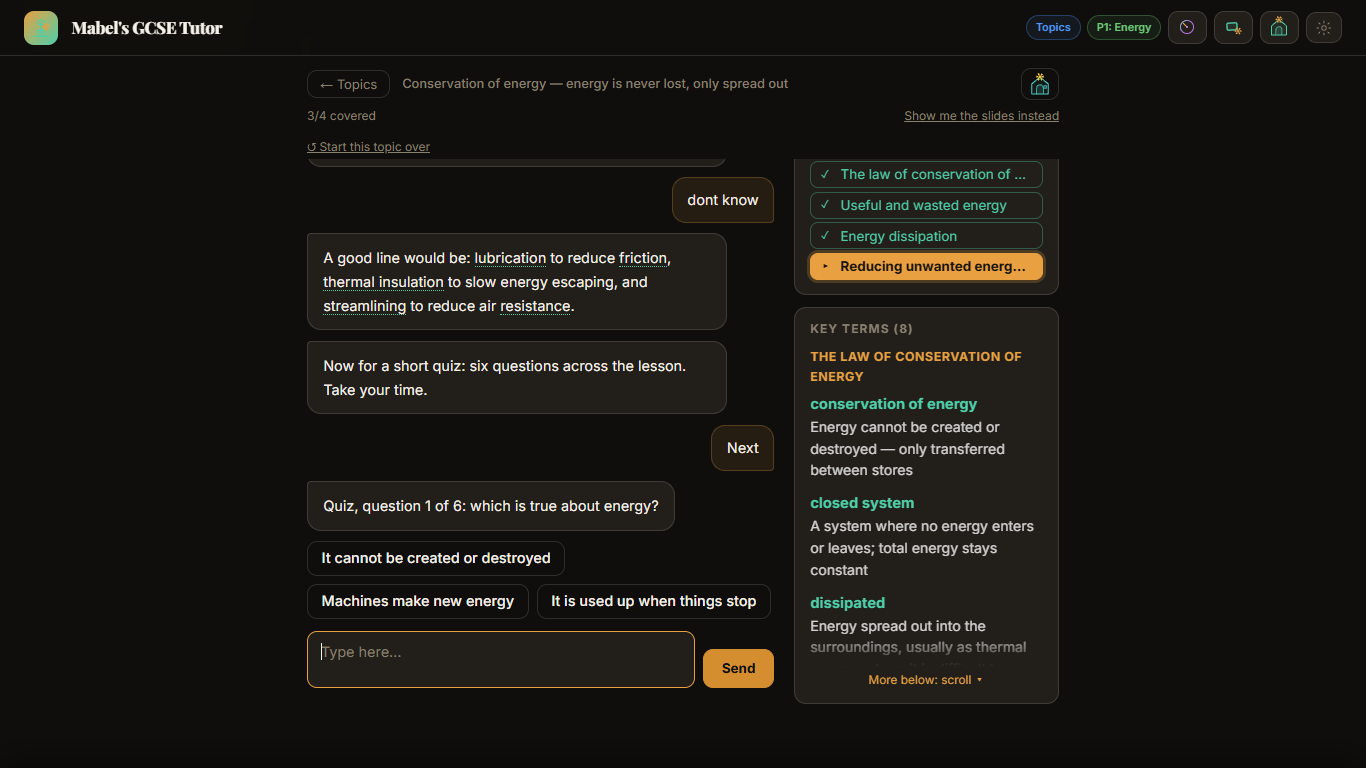 Mabel's GCSE Tutor
Topics
P1: Energy
← Topics
Conservation of energy — energy is never lost, only spread out
3/4 covered
Show me the slides instead
↺ Start this topic over
dont know
A good line would be: lubrication to reduce friction,
thermal insulation to slow energy escaping, and
streamlining to reduce air resistance.
Now for a short quiz: six questions across the lesson.
Take your time.
Next
Quiz, question 1 of 6: which is true about energy?
It cannot be created or destroyed
Machines make new energy
It is used up when things stop
Type here...
Send
✓ The law of conservation of ...
✓ Useful and wasted energy
✓ Energy dissipation
▸ Reducing unwanted energ...
KEY TERMS (8)
THE LAW OF CONSERVATION OF
ENERGY
conservation of energy
Energy cannot be created or
destroyed — only transferred
between stores
closed system
A system where no energy enters
or leaves; total energy stays
constant
dissipated
Energy spread out into the
surroundings, usually as thermal
More below: scroll ▾